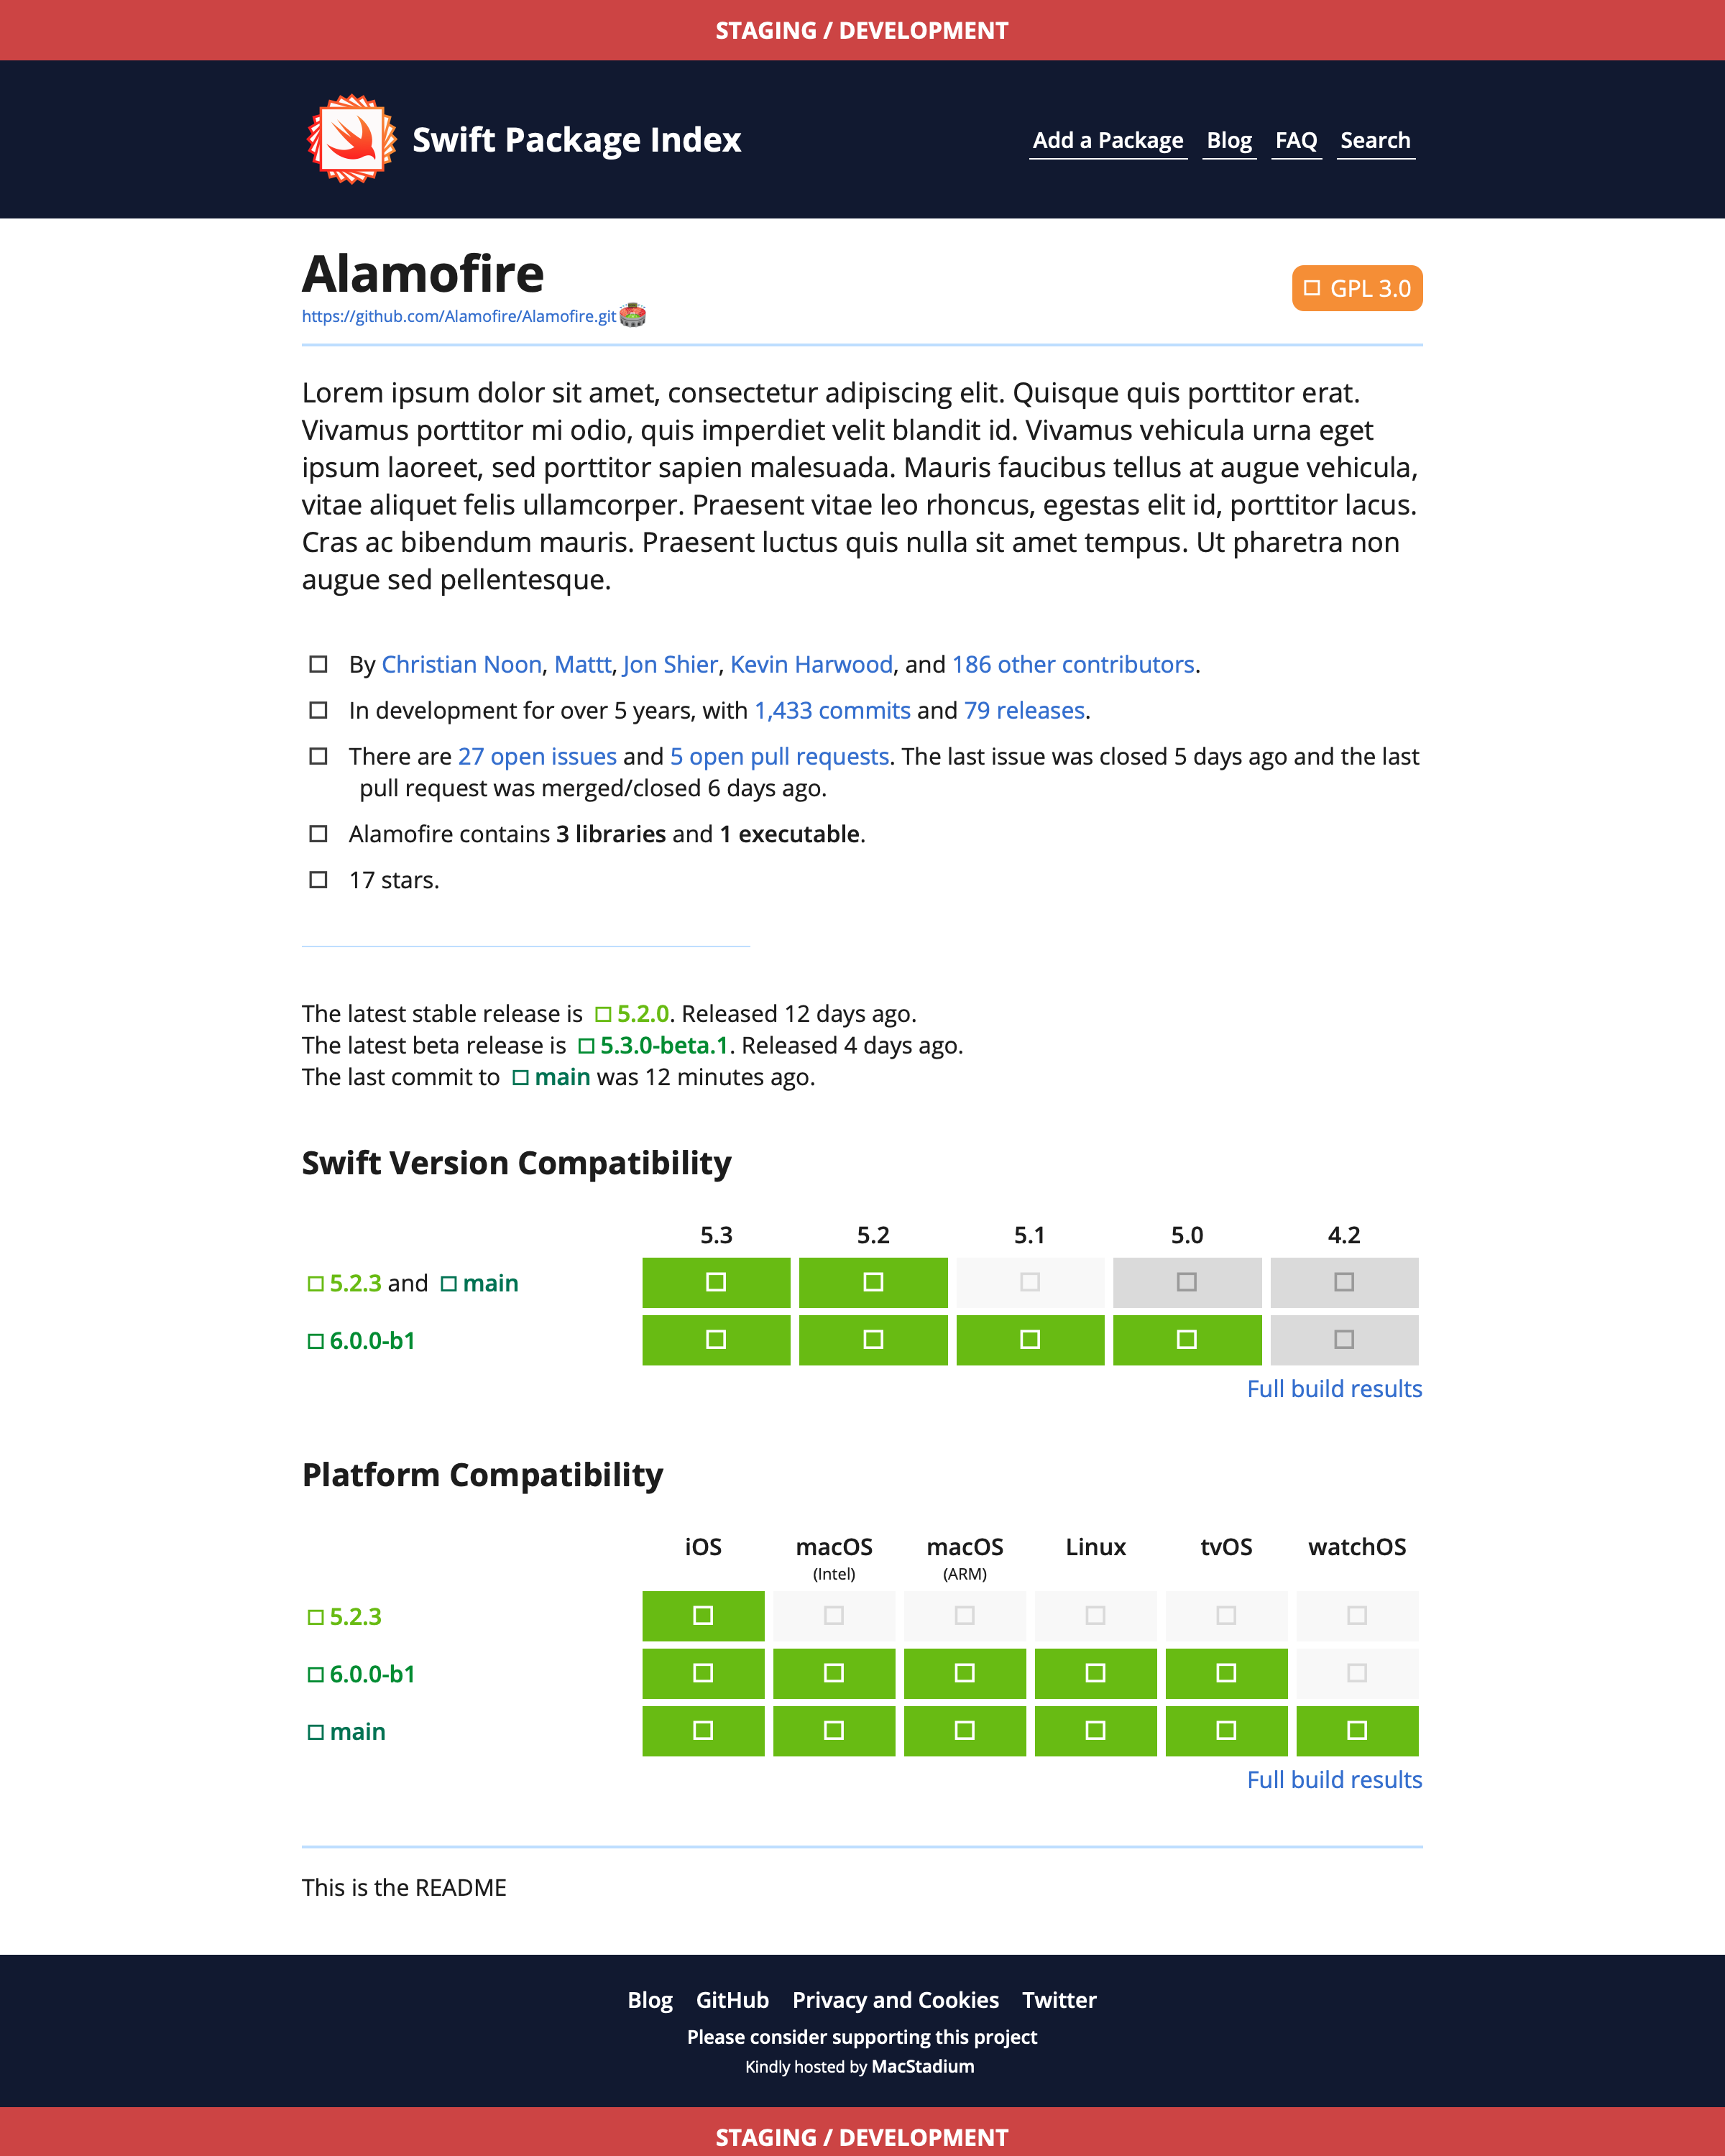 STAGING / DEVELOPMENT
Swift Package Index
Add a Package Blog FAQ Search
Alamofire
GPL 3.0
https://github.com/Alamofire/Alamofire.git
Lorem ipsum dolor sit amet, consectetur adipiscing elit. Quisque quis porttitor erat.
Vivamus porttitor mi odio, quis imperdiet velit blandit id. Vivamus vehicula urna eget
ipsum laoreet, sed porttitor sapien malesuada. Mauris faucibus tellus at augue vehicula,
vitae aliquet felis ullamcorper. Praesent vitae leo rhoncus, egestas elit id, porttitor lacus.
Cras ac bibendum mauris. Praesent luctus quis nulla sit amet tempus. Ut pharetra non
augue sed pellentesque.
By Christian Noon, Mattt, Jon Shier, Kevin Harwood, and 186 other contributors.
In development for over 5 years, with 1,433 commits and 79 releases.
There are 27 open issues and 5 open pull requests. The last issue was closed 5 days ago and the last
pull request was merged/closed 6 days ago.
Alamofire contains 3 libraries and 1 executable.
17 stars.
The latest stable release is 5.2.0. Released 12 days ago.
The latest beta release is 5.3.0-beta.1. Released 4 days ago.
The last commit to main was 12 minutes ago.
Swift Version Compatibility
5.3 5.2 5.1 5.0 4.2
5.2.3 and main
6.0.0-b1
Full build results
Platform Compatibility
iOS macOS macOS Linux tvOS watchOS
(Intel) (ARM)
5.2.3
6.0.0-b1
main
Full build results
This is the README
Blog GitHub Privacy and Cookies Twitter
Please consider supporting this project
Kindly hosted by MacStadium
STAGING / DEVELOPMENT